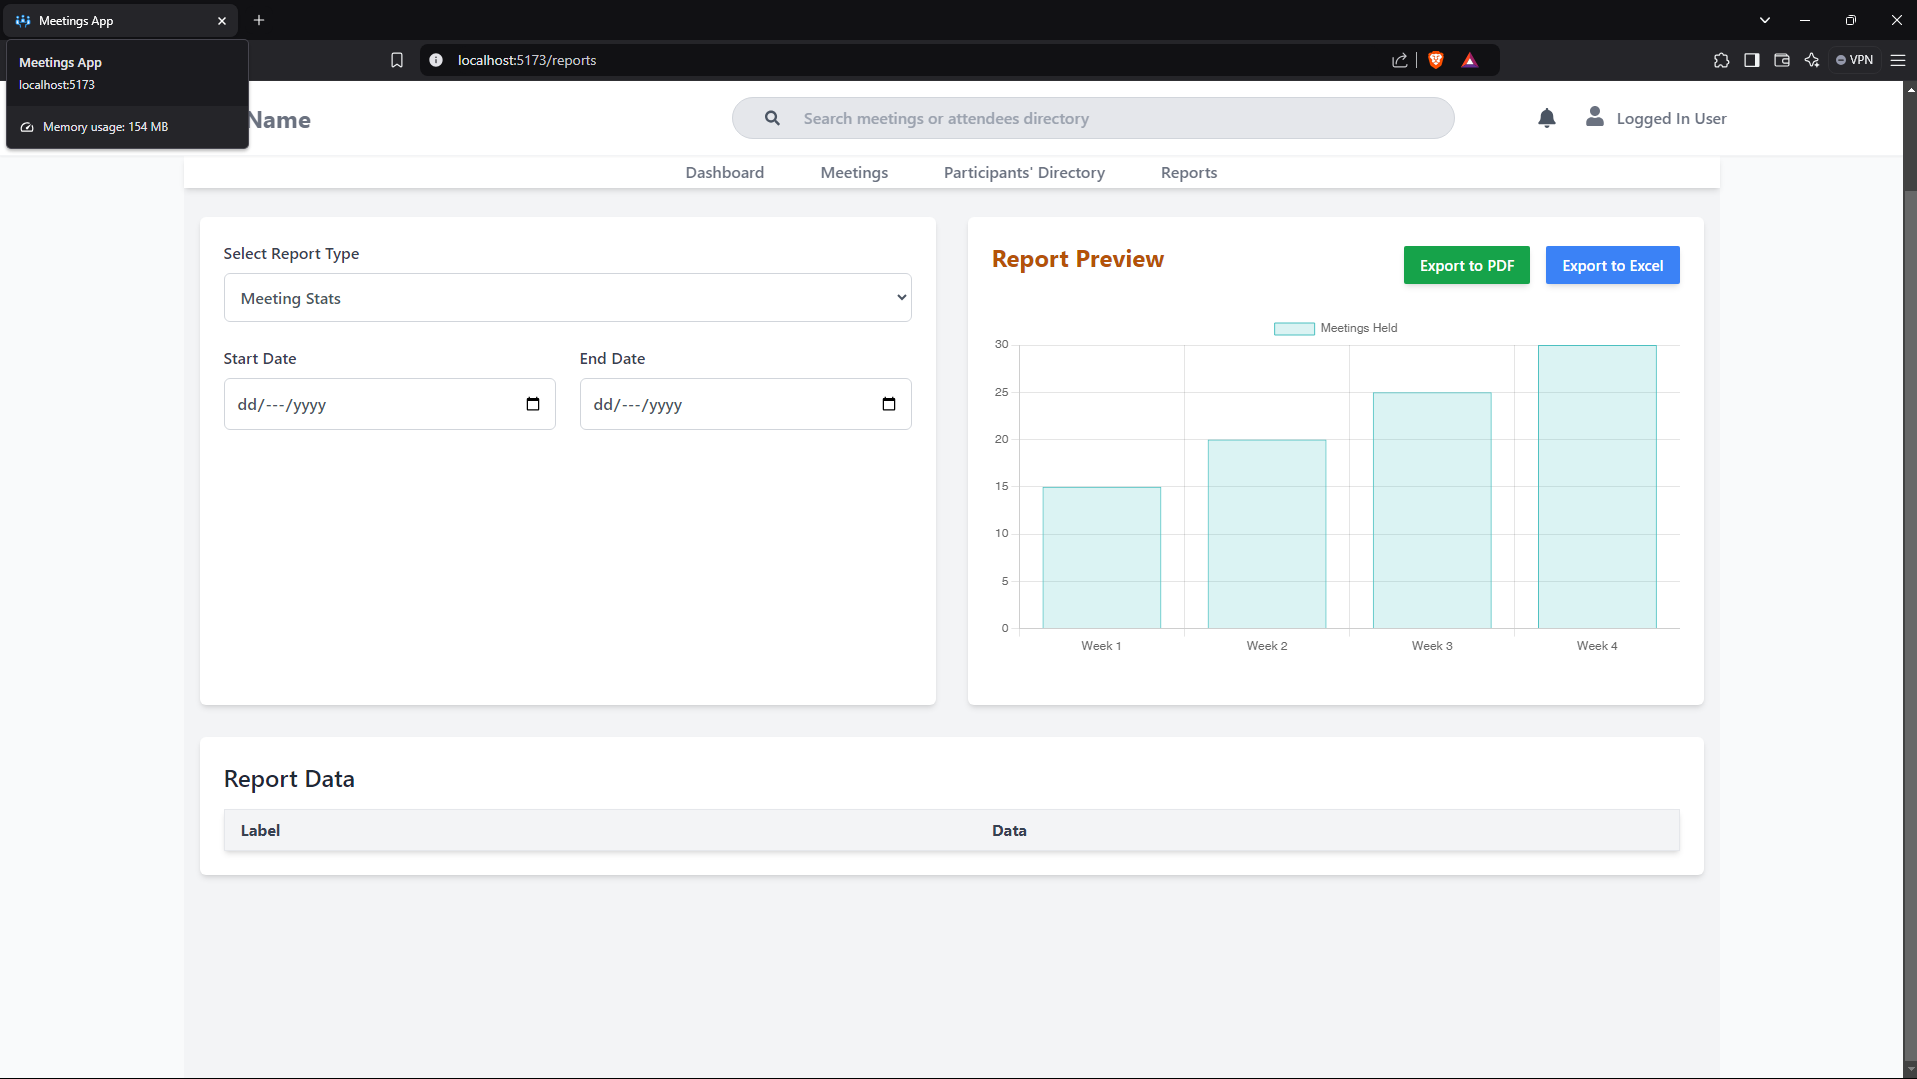 Meetings App
localhost:5173/reports
VPN
Meetings App
localhost:5173
Memory usage: 154 MB
Name
Search meetings or attendees directory
Logged In User
Dashboard
Meetings
Participants' Directory
Reports
Select Report Type
Meeting Stats
Start Date
End Date
dd/---/yyyy
dd/---/yyyy
Report Preview
Export to PDF
Export to Excel
Meetings Held
30
25
20
15
10
5
0
Week 1
Week 2
Week 3
Week 4
Report Data
Label
Data